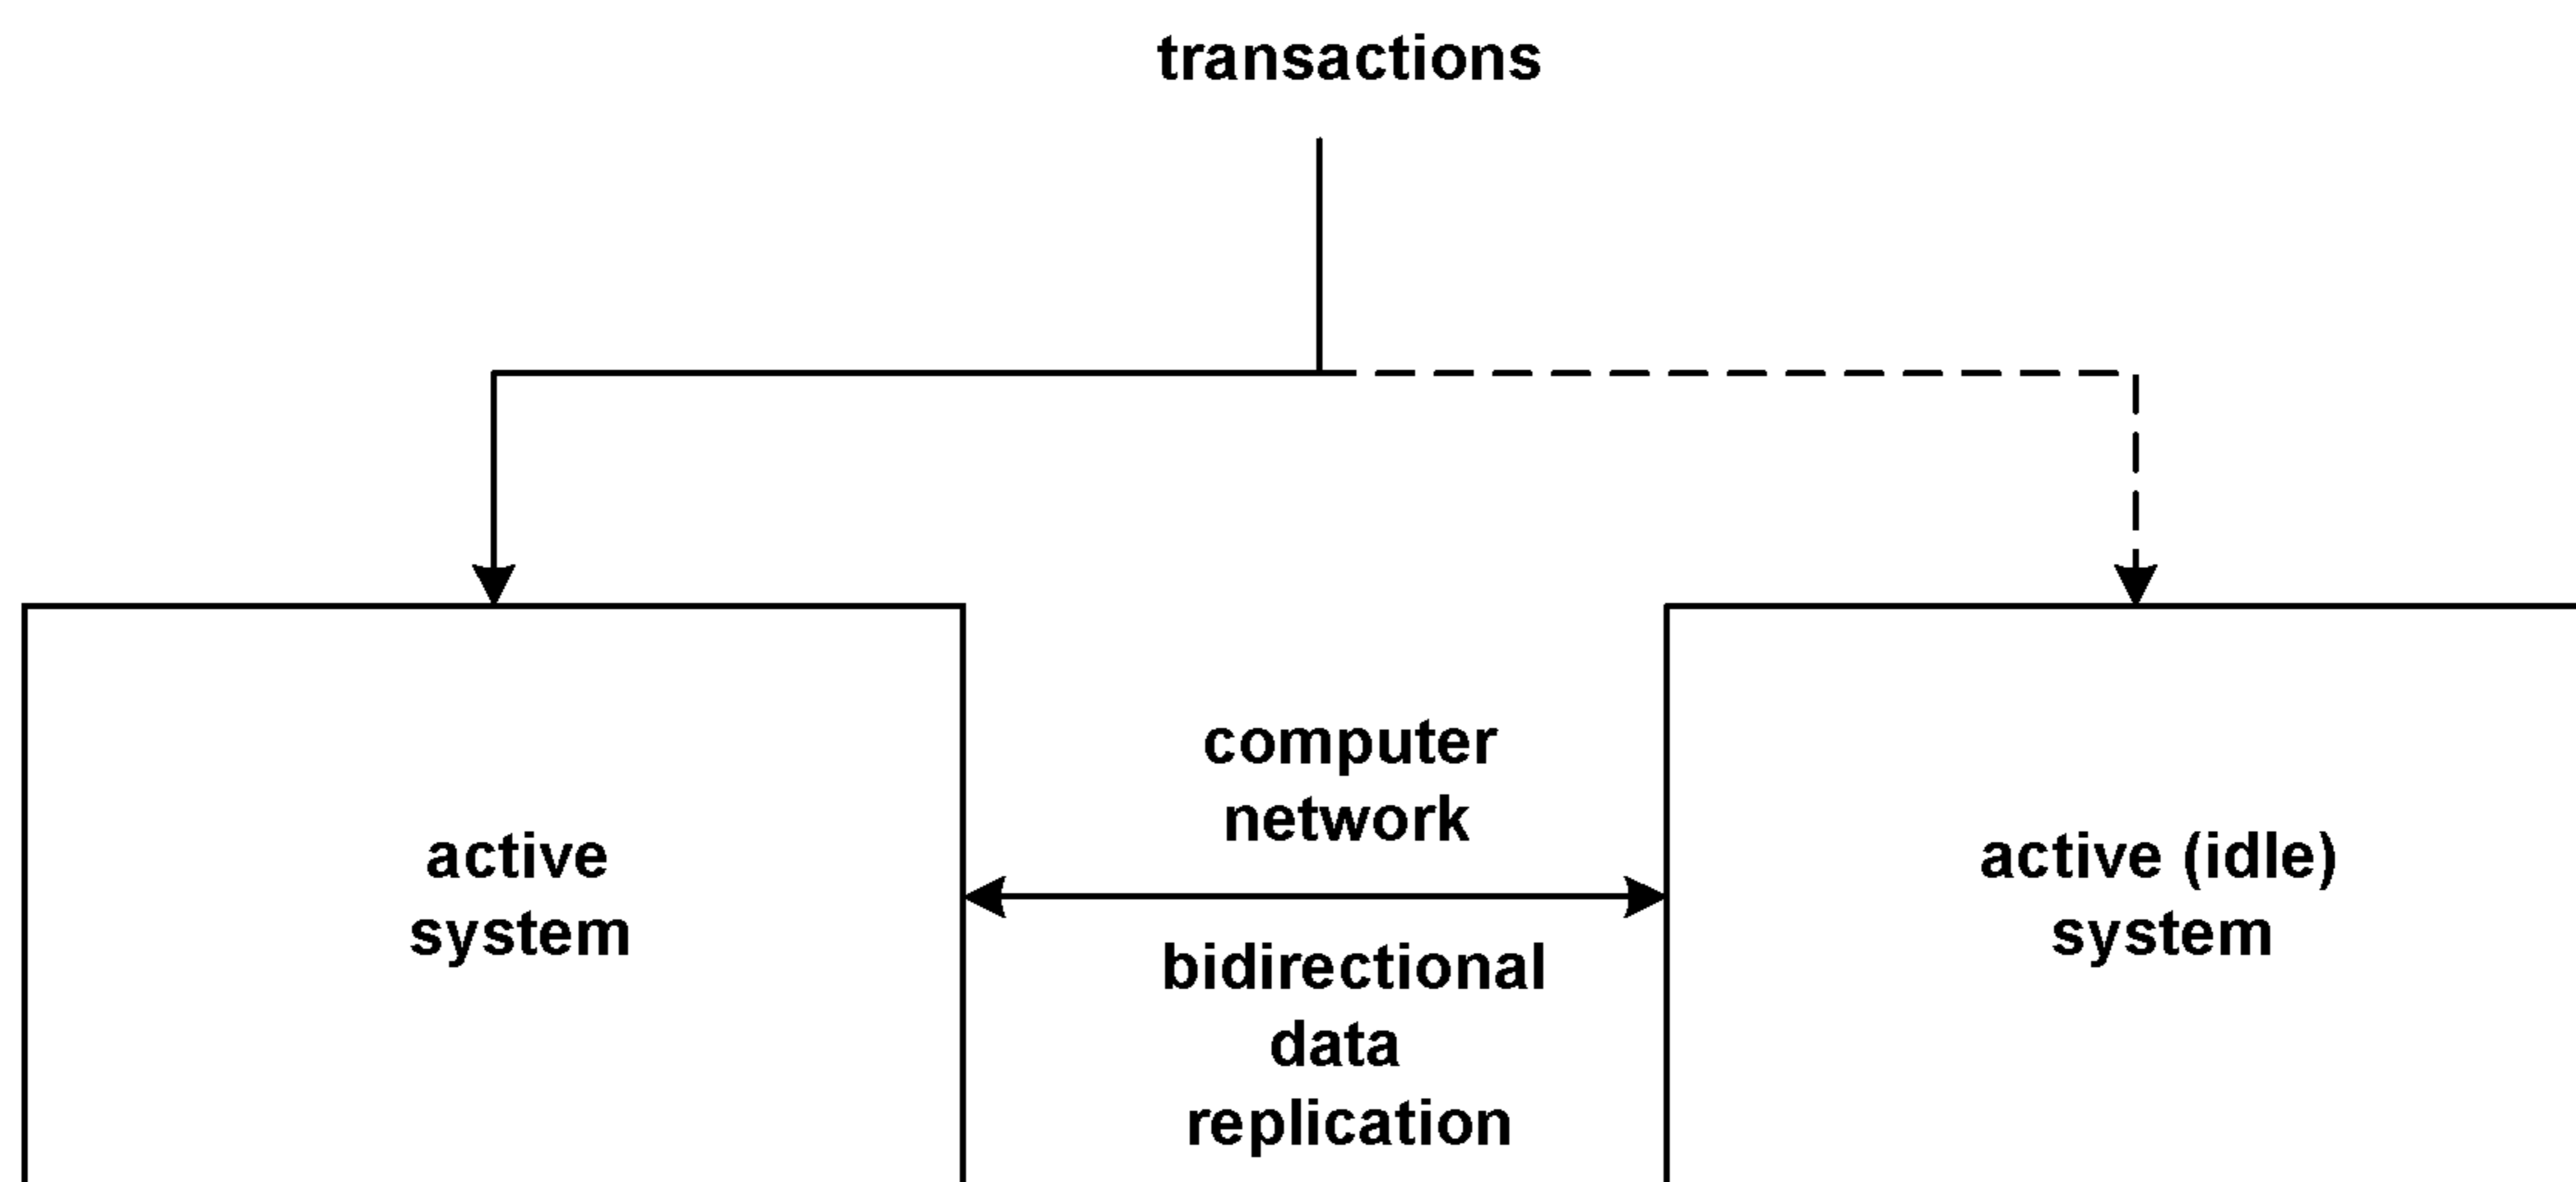 transactions
computer
network
active
system
active (idle)
system
bidirectional
data
replication